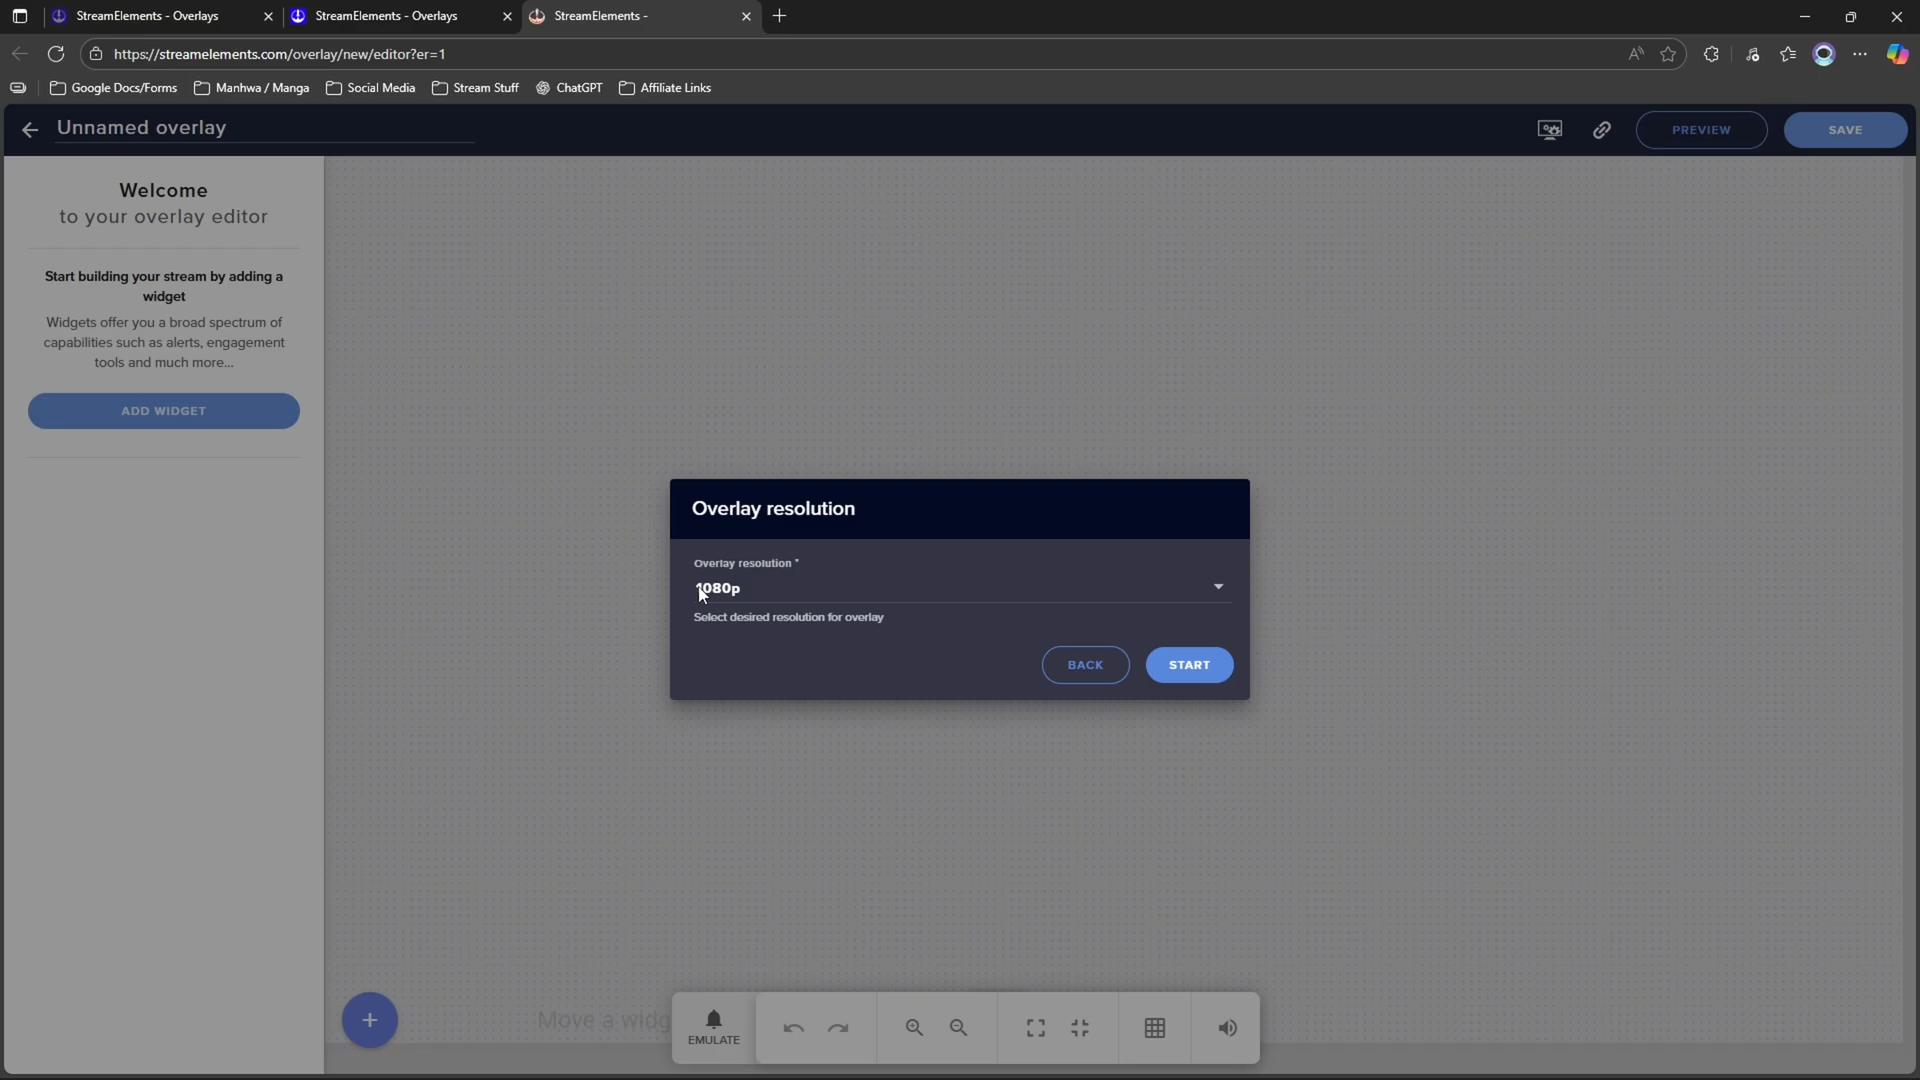 StreamElements - Overlays
StreamElements - Overlays
StreamElements -
https://streamelements.com/overlay/new/editor?er=1
Google Docs/Forms
Manhwa / Manga
Social Media
Stream Stuff
ChatGPT
Affiliate Links
Unnamed overlay
PREVIEW
SAVE
Welcome
to your overlay editor
Start building your stream by adding a
widget
Widgets offer you a broad spectrum of
capabilities such as alerts, engagement
tools and much more...
ADD WIDGET
Overlay resolution
Overlay resolution *
1080p
Select desired resolution for overlay
BACK
START
+
Move a widg
EMULATE